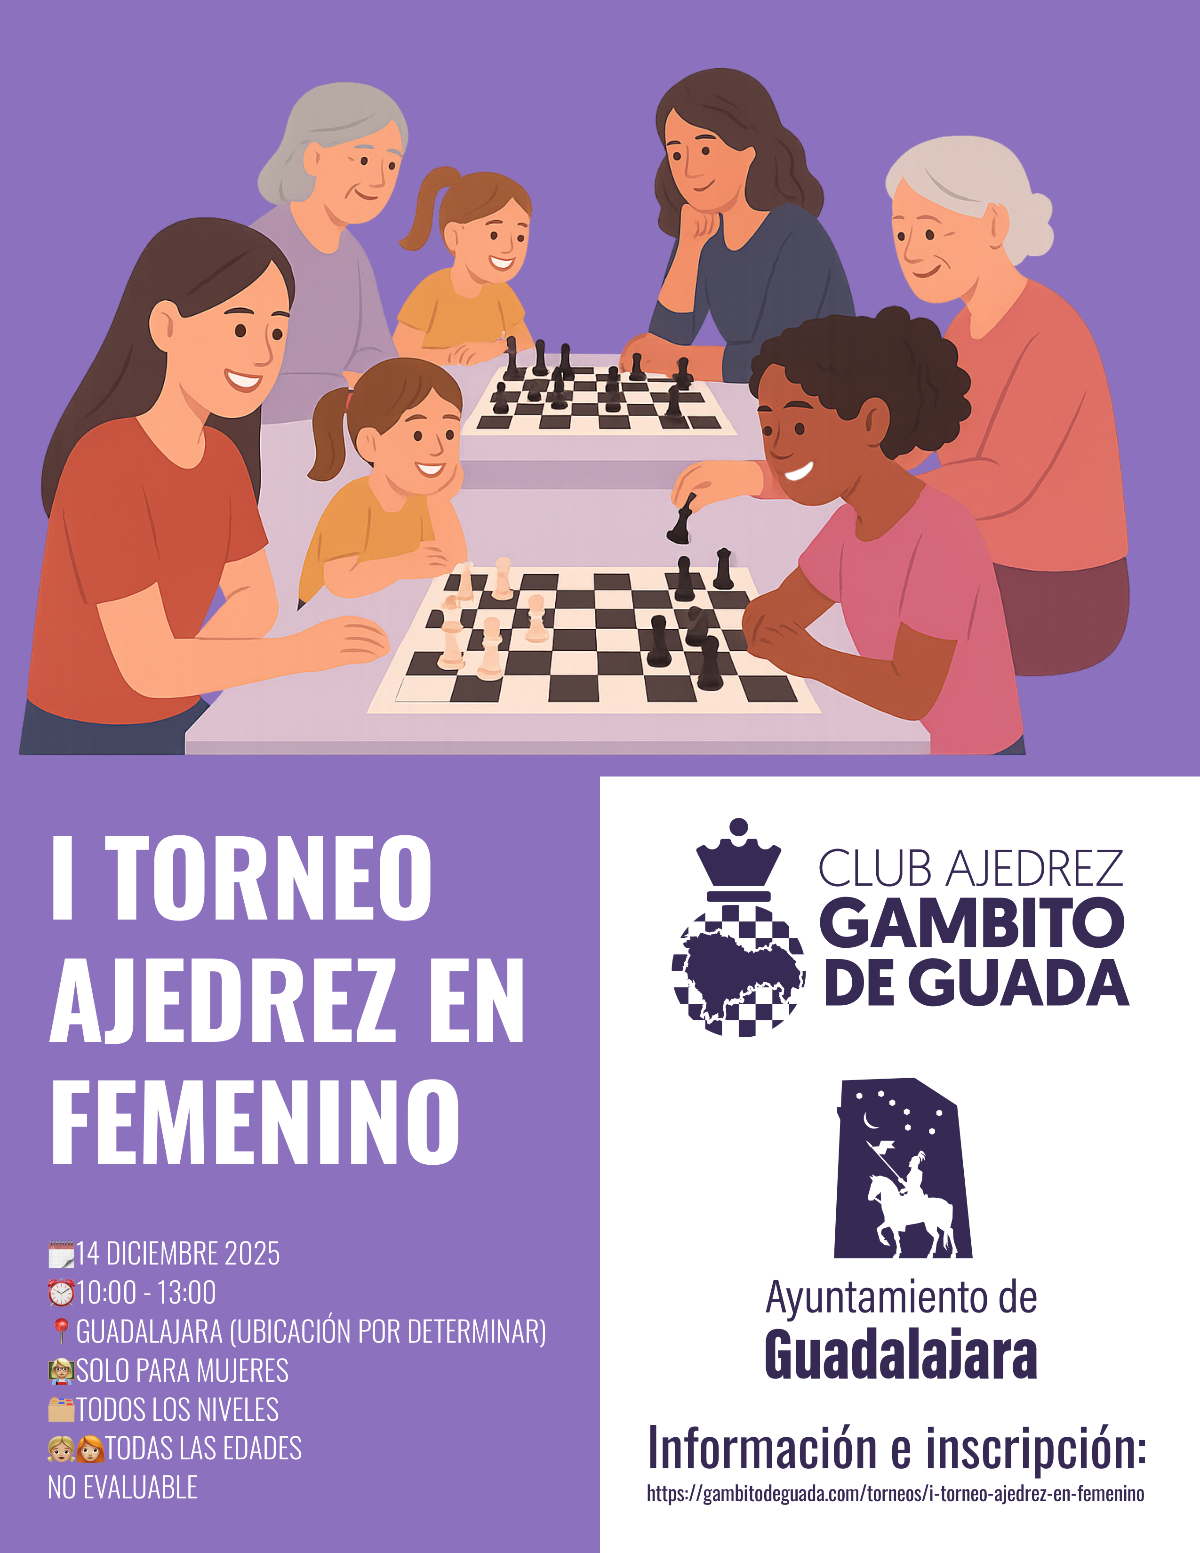 I TORNEO
AJEDREZ EN
FEMENINO
14 DICIEMBRE 2025
10:00 - 13:00
GUADALAJARA (UBICACIÓN POR DETERMINAR)
SOLO PARA MUJERES
TODOS LOS NIVELES
TODAS LAS EDADES
NO EVALUABLE
CLUB AJEDREZ
GAMBITO
DE GUADA
Ayuntamiento de
Guadalajara
Información e inscripción:
https://gambitodeguada.com/torneos/i-torneo-ajedrez-en-femenino